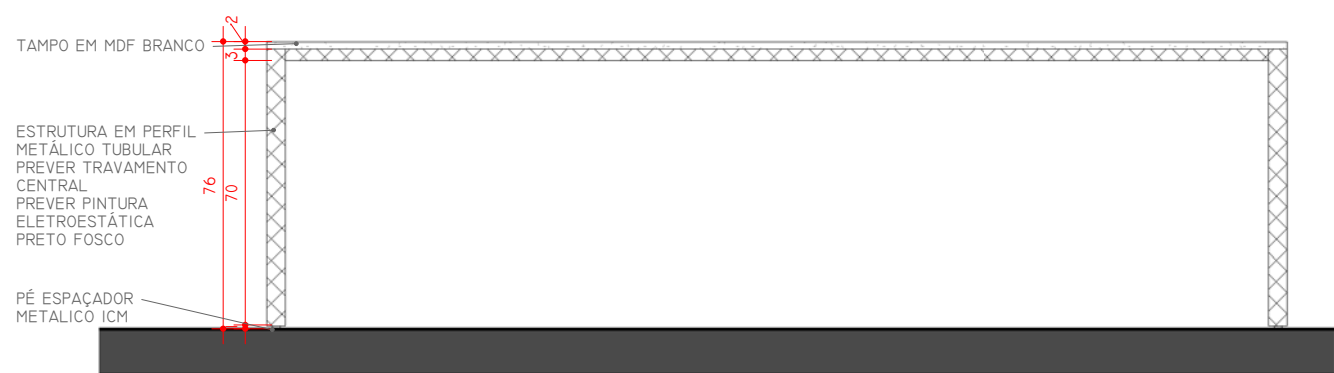 2
TAMPO EM MDF BRANCO
3
ESTRUTURA EM PERFIL
METÁLICO TUBULAR
PREVER TRAVAMENTO
CENTRAL
PREVER PINTURA
ELETROESTÁTICA
PRETO FOSCO
76
70
PÉ ESPAÇADOR
METALICO ICM